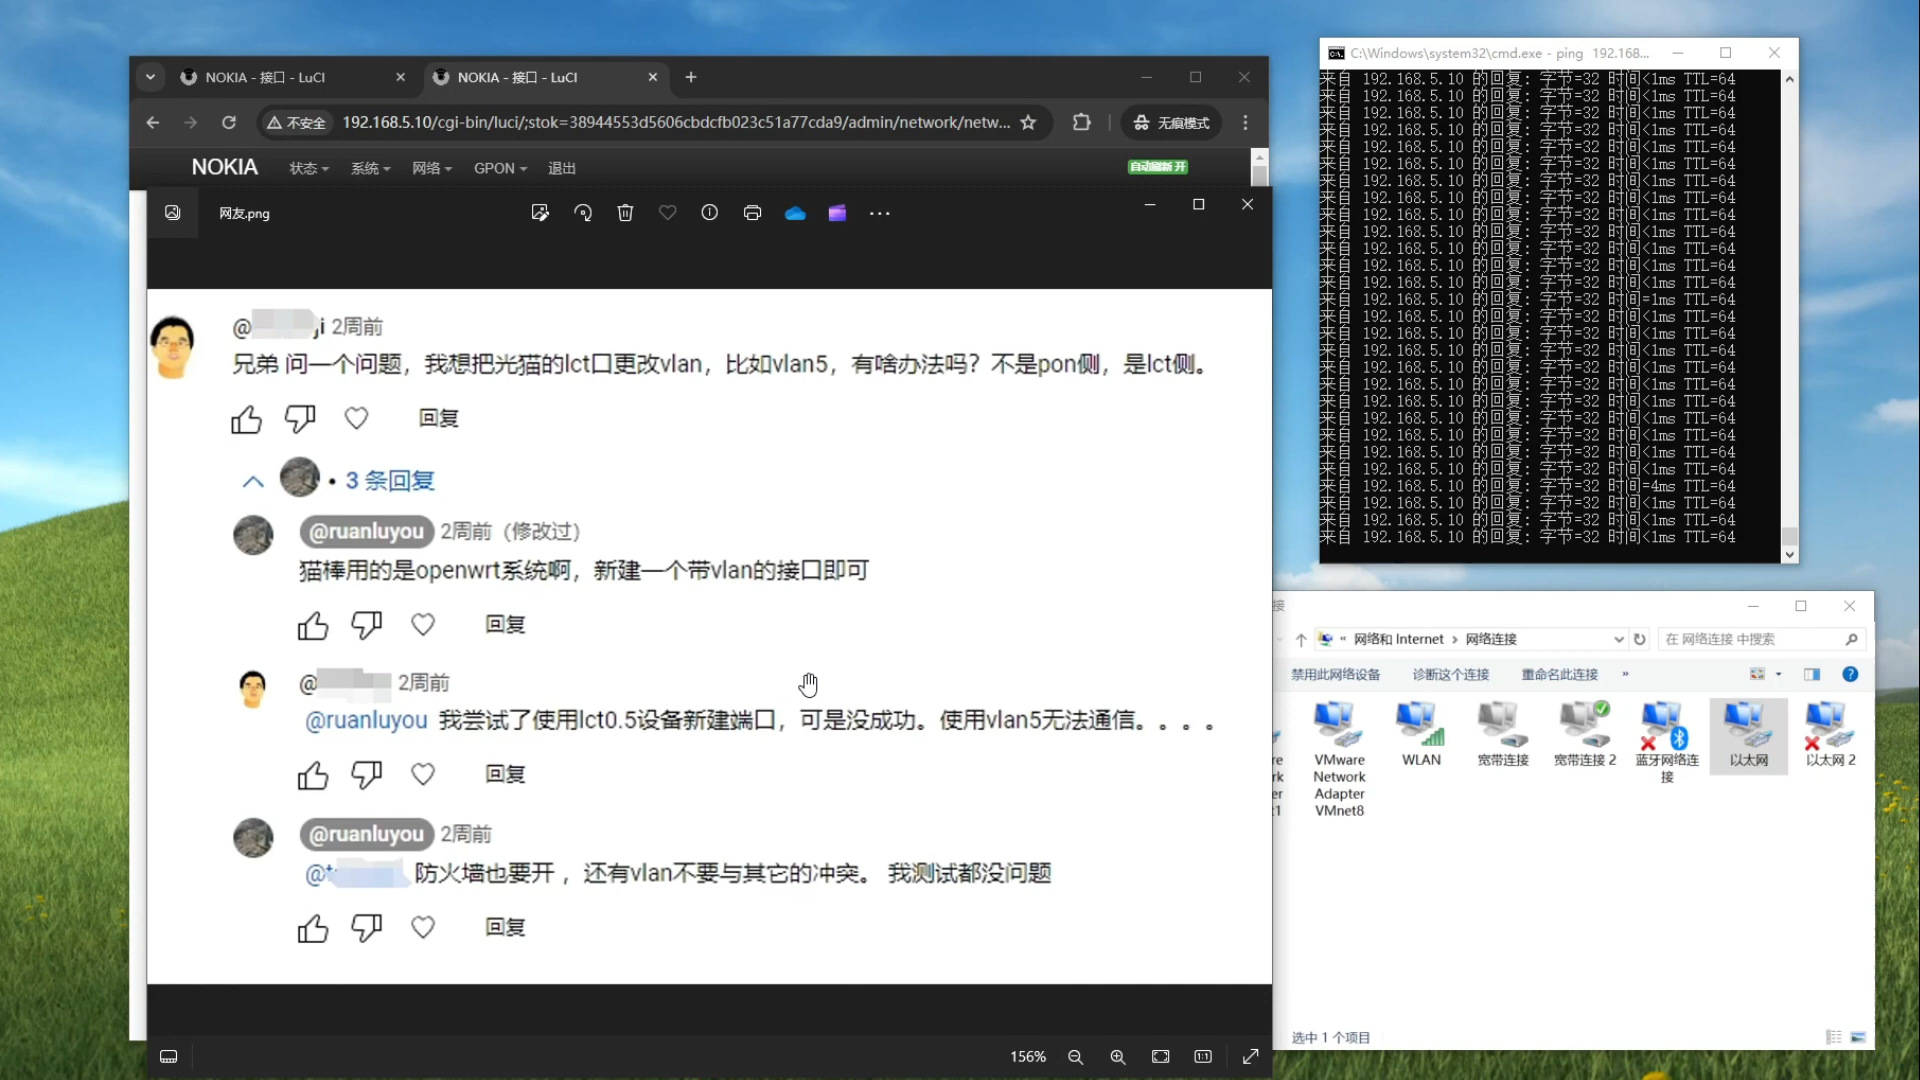 NOKIA - 接口 - LuCI
NOKIA - 接口 - LuCI
不安全
192.168.5.10/cgi-bin/luci/;stok=38944553d5606cbdcfb023c51a77cda9/admin/network/netw...
无痕模式
NOKIA
状态
系统
网络
GPON
退出
自动刷新 开
网友.png
@
ji 2周前
兄弟 问一个问题，我想把光猫的lct口更改vlan，比如vlan5，有啥办法吗？不是pon侧，是lct侧。
回复
• 3 条回复
@ruanluyou 2周前（修改过）
猫棒用的是openwrt系统啊，新建一个带vlan的接口即可
回复
@ 2周前
@ruanluyou 我尝试了使用lct0.5设备新建端口，可是没成功。使用vlan5无法通信。。。。
回复
@ruanluyou 2周前
@t 防火墙也要开 ，还有vlan不要与其它的冲突。 我测试都没问题
回复
156%
1:1
C:\Windows\system32\cmd.exe - ping 192.168...
来自 192.168.5.10 的回复: 字节=32 时间<1ms TTL=64
来自 192.168.5.10 的回复: 字节=32 时间<1ms TTL=64
来自 192.168.5.10 的回复: 字节=32 时间<1ms TTL=64
来自 192.168.5.10 的回复: 字节=32 时间<1ms TTL=64
来自 192.168.5.10 的回复: 字节=32 时间<1ms TTL=64
来自 192.168.5.10 的回复: 字节=32 时间<1ms TTL=64
来自 192.168.5.10 的回复: 字节=32 时间<1ms TTL=64
来自 192.168.5.10 的回复: 字节=32 时间<1ms TTL=64
来自 192.168.5.10 的回复: 字节=32 时间<1ms TTL=64
来自 192.168.5.10 的回复: 字节=32 时间<1ms TTL=64
来自 192.168.5.10 的回复: 字节=32 时间<1ms TTL=64
来自 192.168.5.10 的回复: 字节=32 时间<1ms TTL=64
来自 192.168.5.10 的回复: 字节=32 时间<1ms TTL=64
来自 192.168.5.10 的回复: 字节=32 时间=1ms TTL=64
来自 192.168.5.10 的回复: 字节=32 时间<1ms TTL=64
来自 192.168.5.10 的回复: 字节=32 时间<1ms TTL=64
来自 192.168.5.10 的回复: 字节=32 时间<1ms TTL=64
来自 192.168.5.10 的回复: 字节=32 时间<1ms TTL=64
来自 192.168.5.10 的回复: 字节=32 时间<1ms TTL=64
来自 192.168.5.10 的回复: 字节=32 时间<1ms TTL=64
来自 192.168.5.10 的回复: 字节=32 时间<1ms TTL=64
来自 192.168.5.10 的回复: 字节=32 时间<1ms TTL=64
来自 192.168.5.10 的回复: 字节=32 时间<1ms TTL=64
来自 192.168.5.10 的回复: 字节=32 时间<1ms TTL=64
来自 192.168.5.10 的回复: 字节=32 时间=4ms TTL=64
来自 192.168.5.10 的回复: 字节=32 时间<1ms TTL=64
来自 192.168.5.10 的回复: 字节=32 时间<1ms TTL=64
来自 192.168.5.10 的回复: 字节=32 时间<1ms TTL=64
接
« 网络和 Internet › 网络连接
在 网络连接 中搜索
禁用此网络设备
诊断这个连接
重命名此连接
»
re
rk
er
t1
VMware
Network
Adapter
VMnet8
WLAN
宽带连接
宽带连接 2
蓝牙网络连
接
以太网
以太网 2
选中 1 个项目